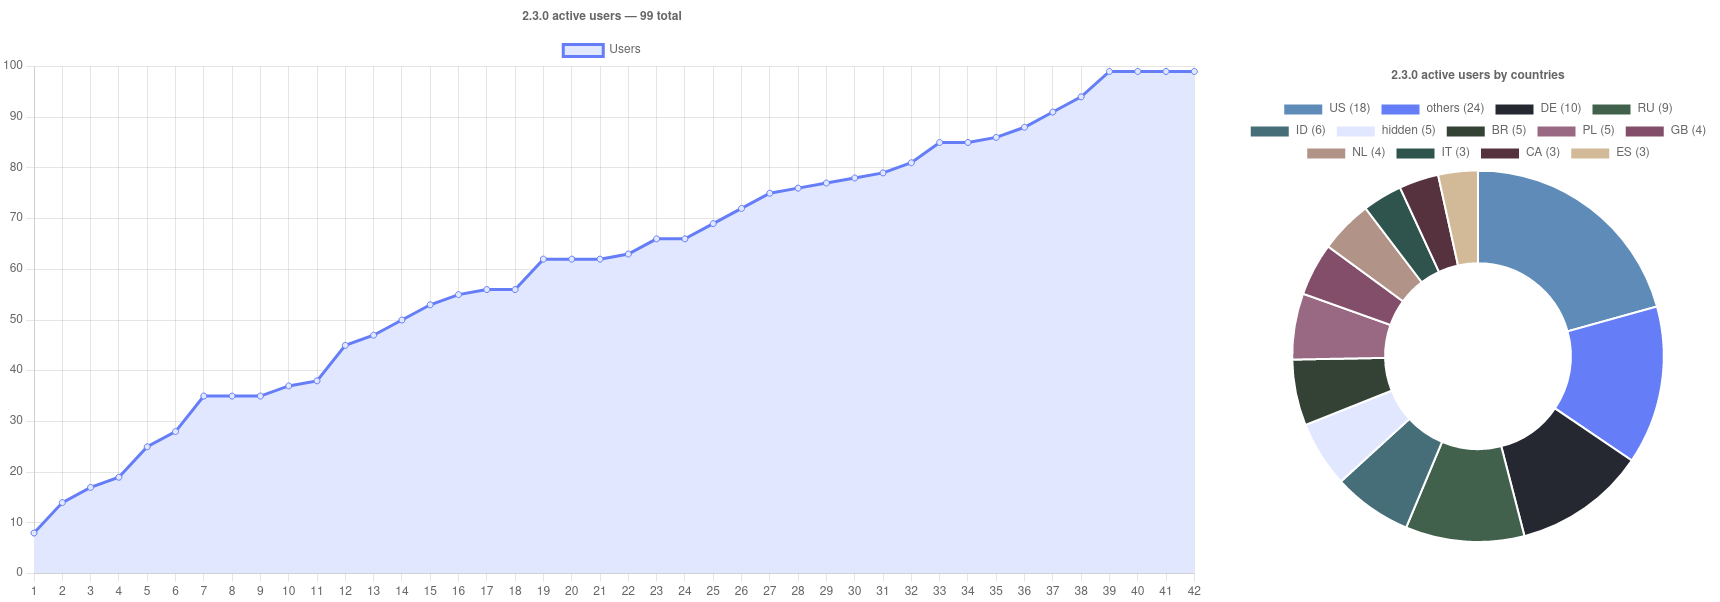 2.3.0 active users — 99 total
Users
100
90
80
70
60
50
40
30
20
10
0
1 2 3 4 5 6 7 8 9 10 11 12 13 14 15 16 17 18 19 20 21 22 23 24 25 26 27 28 29 30 31 32 33 34 35 36 37 38 39 40 41 42
2.3.0 active users by countries
US (18) others (24) DE (10) RU (9)
ID (6) hidden (5) BR (5) PL (5) GB (4)
NL (4) IT (3) CA (3) ES (3)